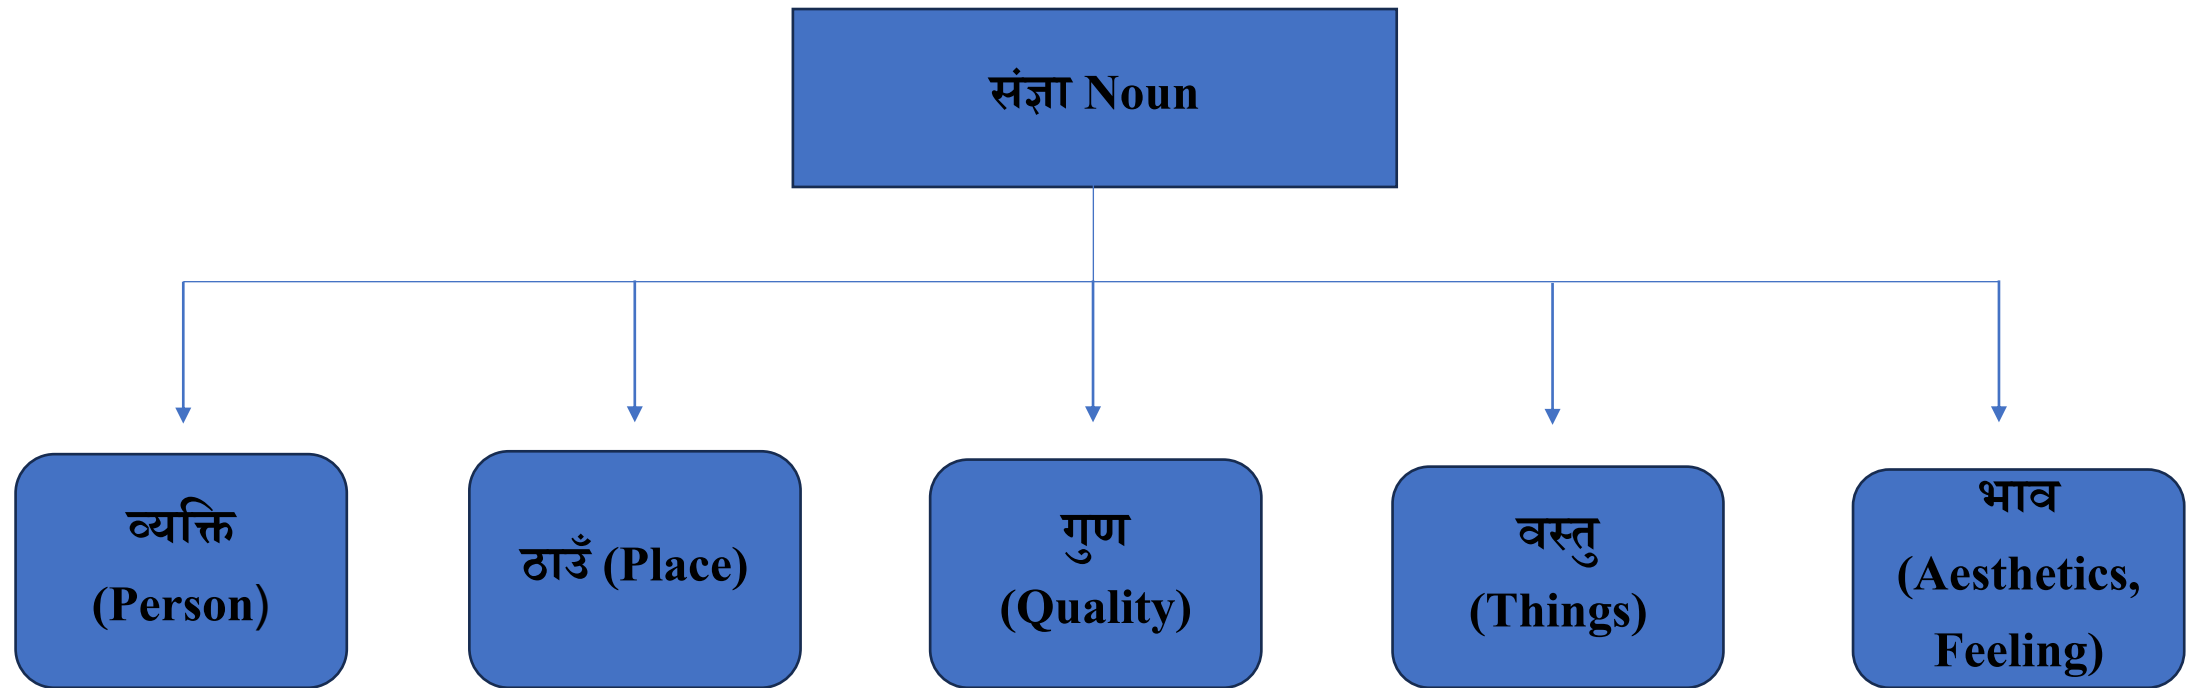 संज्ञा Noun
व्यक्ति
(Person)
ठाउँ (Place)
गुण
(Quality)
वस्तु
(Things)
भाव
(Aesthetics,
Feeling)